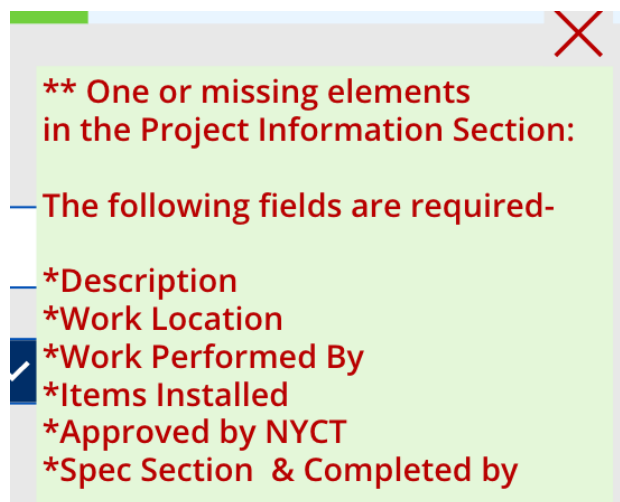 ** One or missing elements
in the Project Information Section:
The following fields are required-
*Description
*Work Location
*Work Performed By
*Items Installed
*Approved by NYCT
*Spec Section  & Completed by